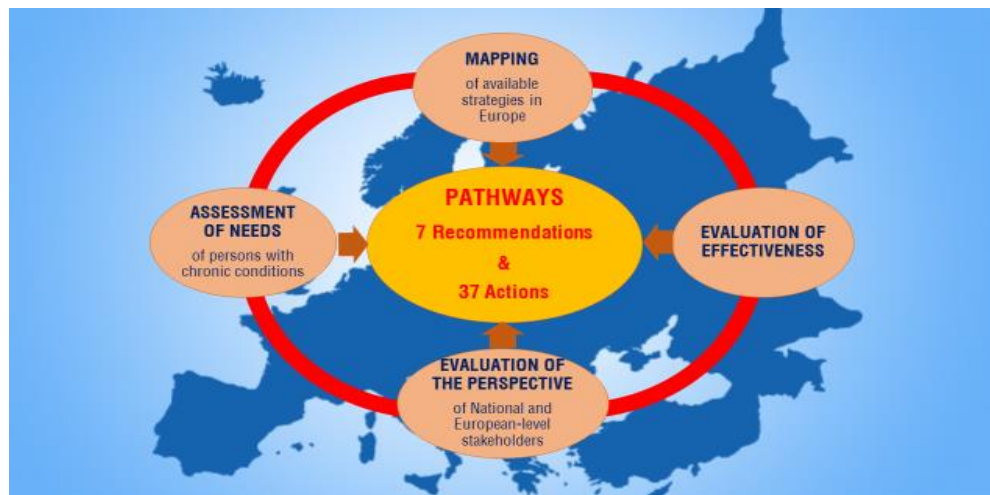 MAPPING
of available
strategies in
Europe
ASSESSMENT
OF NEEDS
of persons with
chronic conditions
PATHWAYS
7 Recommendations
&
37 Actions
EVALUATION OF
EFFECTIVENESS
EVALUATION OF
THE PERSPECTIVE
of National and
European-level
stakeholders